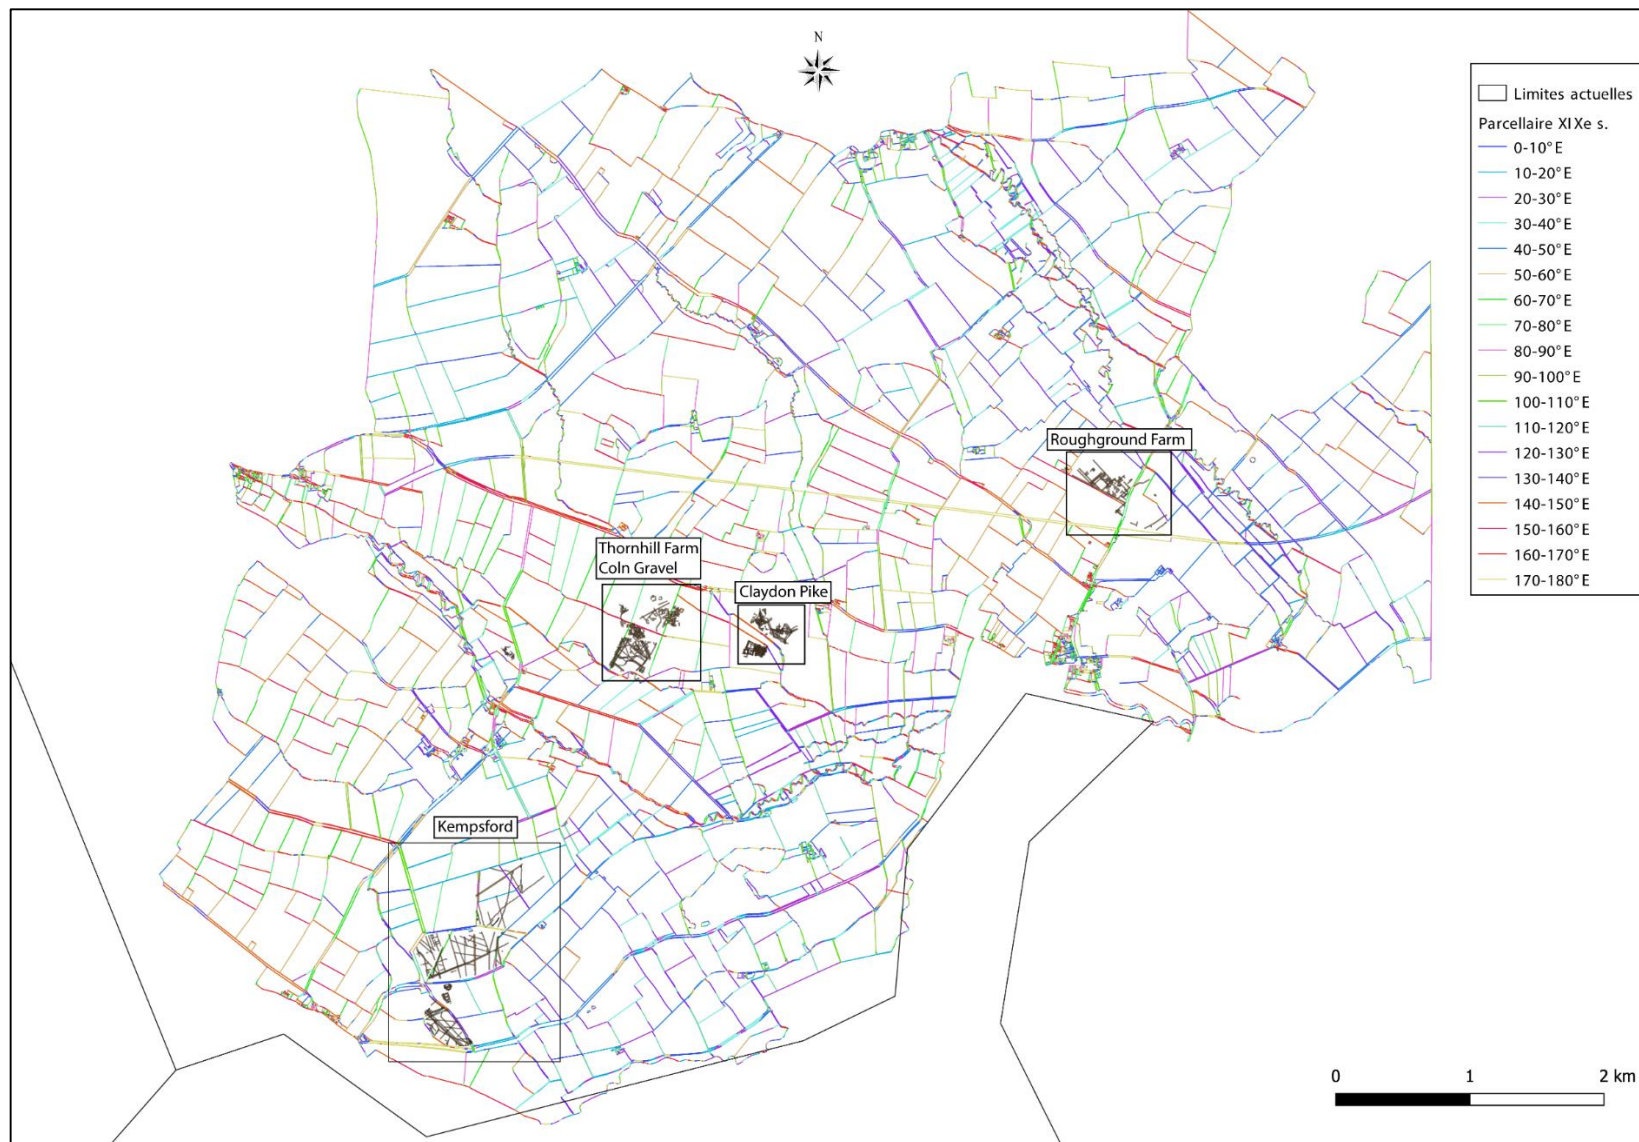 N
Limites actuelles
Parcellaire XIXe s.
0-10°E
10-20°E
20-30°E
30-40°E
40-50°E
50-60°E
60-70°E
70-80°E
80-90°E
90-100°E
100-110°E
110-120°E
120-130°E
130-140°E
140-150°E
150-160°E
160-170°E
170-180°E
Roughground Farm
Thornhill Farm
Coln Gravel
Claydon Pike
Kempsford
0 1 2 km